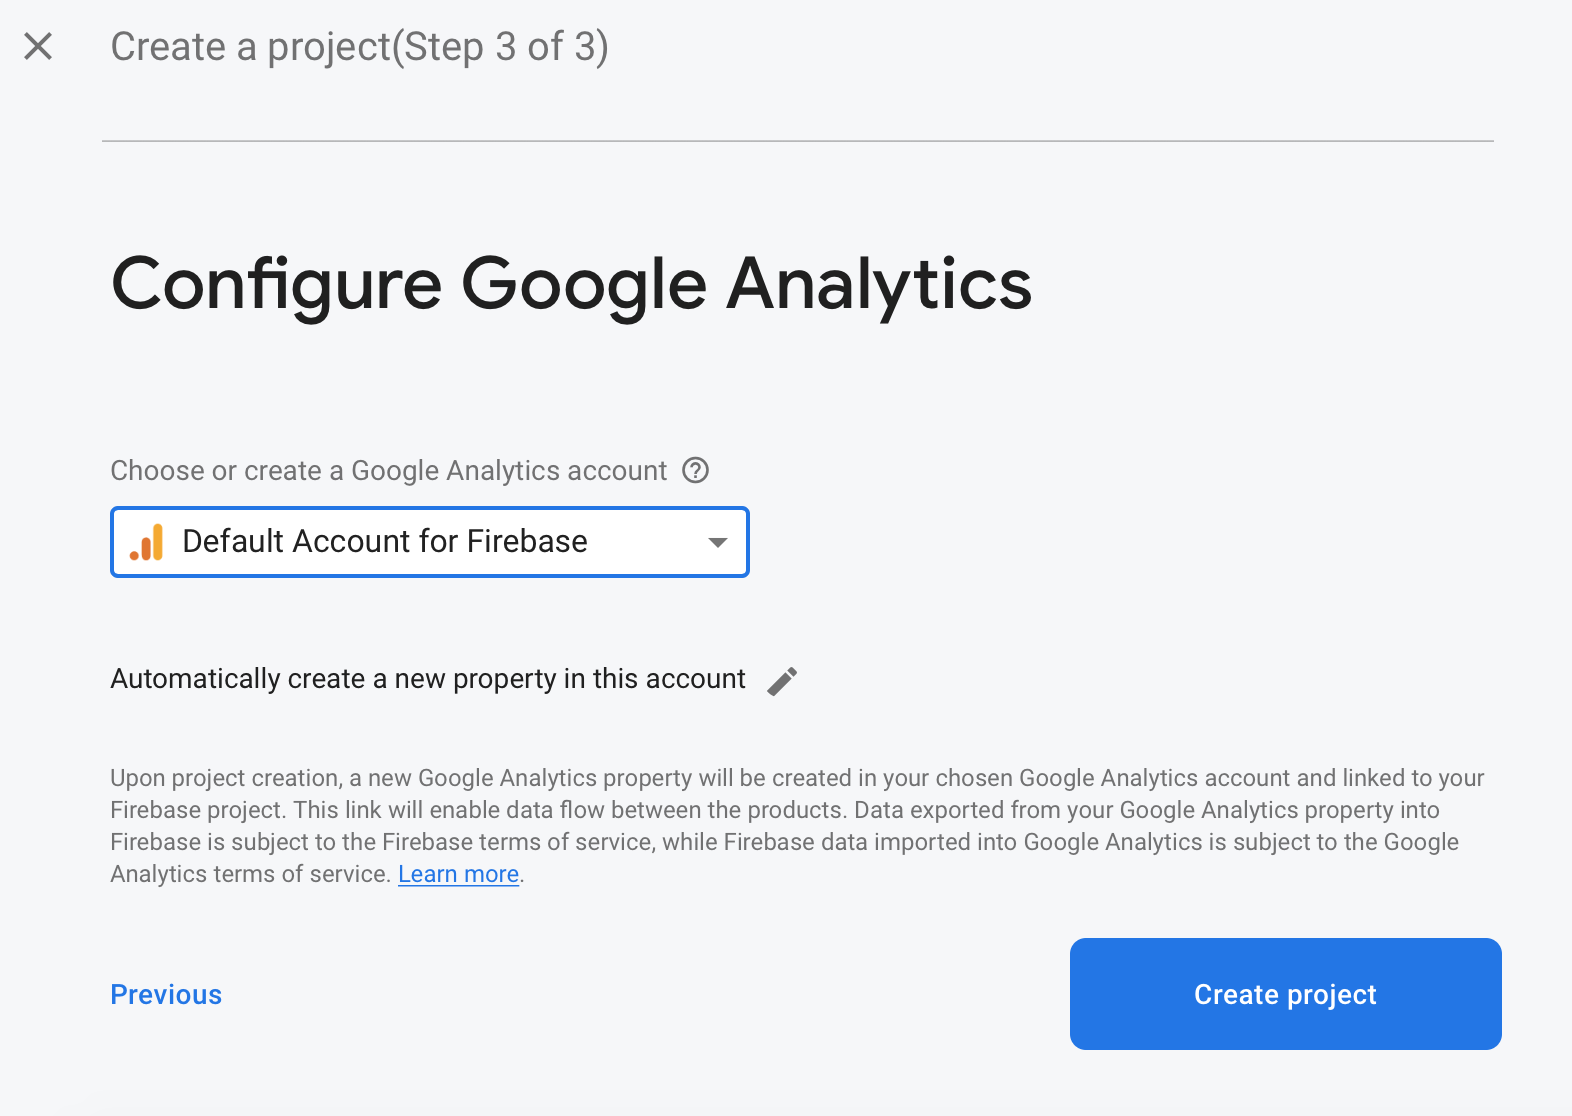 Create a project(Step 3 of 3)
Configure Google Analytics
Choose or create a Google Analytics account
Default Account for Firebase
Automatically create a new property in this account
Upon project creation, a new Google Analytics property will be created in your chosen Google Analytics account and linked to your
Firebase project. This link will enable data flow between the products. Data exported from your Google Analytics property into
Firebase is subject to the Firebase terms of service, while Firebase data imported into Google Analytics is subject to the Google
Analytics terms of service. Learn more.
Previous
Create project